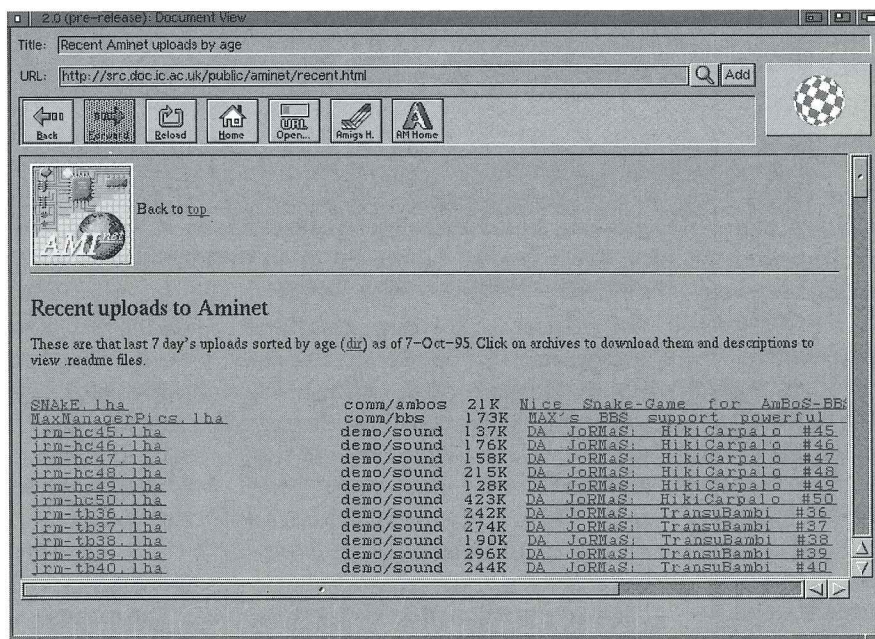 2.0 (pre-release): Document View
Title: Recent Aminet uploads by age
URL: http://src.doc.ic.ac.uk/public/aminet/recent.html Add
Back Forward Reload Home URL Open... Amiga H. AM Home
AMInet
Back to top
Recent uploads to Aminet
These are that last 7 day's uploads sorted by age (dir) as of 7-Oct-95. Click on archives to download them and descriptions to
view .readme files.
SNAkE.lha comm/ambos 21K Nice Snake-Game for AmBoS-BBS
MaxManagerPics.lha comm/bbs 173K MAX's BBS support powerful
jrm-hc45.lha demo/sound 137K DA JoRMaS: HikiCarpalo #45
jrm-hc46.lha demo/sound 176K DA JoRMaS: HikiCarpalo #46
jrm-hc47.lha demo/sound 158K DA JoRMaS: HikiCarpalo #47
jrm-hc48.lha demo/sound 215K DA JoRMaS: HikiCarpalo #48
jrm-hc49.lha demo/sound 128K DA JoRMaS: HikiCarpalo #49
jrm-hc50.lha demo/sound 423K DA JoRMaS: HikiCarpalo #50
jrm-tb36.lha demo/sound 242K DA JoRMaS: TransuBambi #36
jrm-tb37.lha demo/sound 274K DA JoRMaS: TransuBambi #37
jrm-tb38.lha demo/sound 190K DA JoRMaS: TransuBambi #38
jrm-tb39.lha demo/sound 296K DA JoRMaS: TransuBambi #39
jrm-tb40.lha demo/sound 244K DA JoRMaS: TransuBambi #40